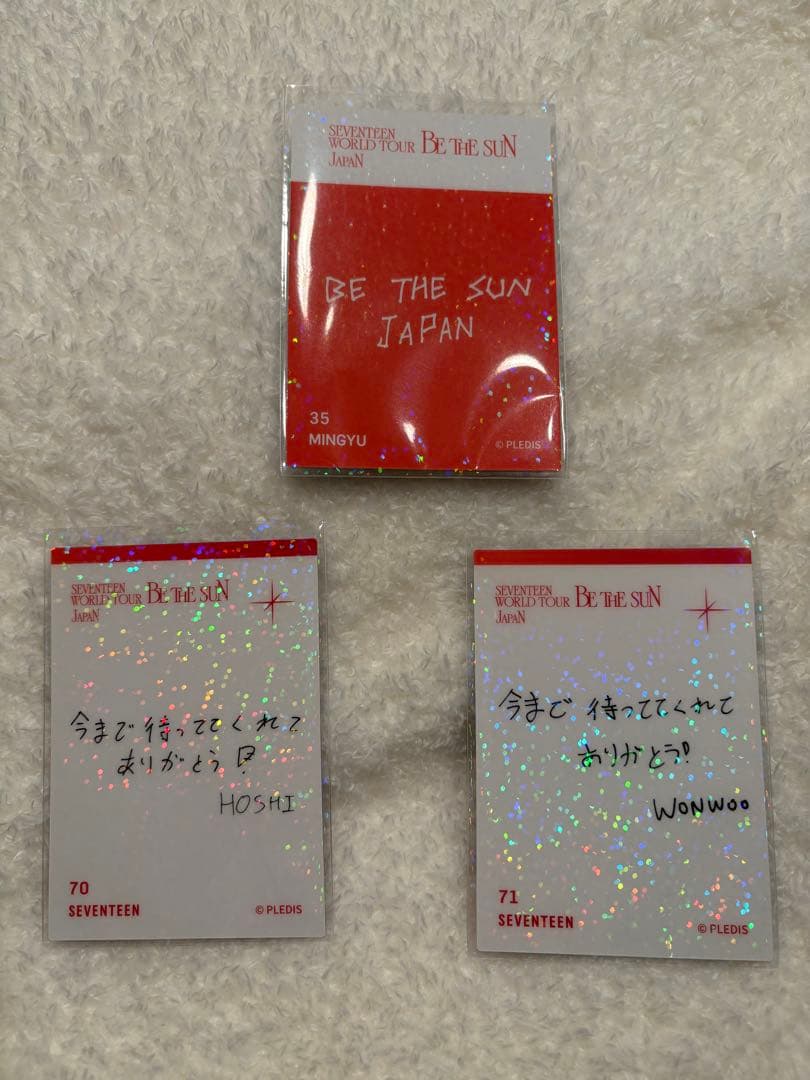 SEVENTEEN
WORLD TOUR BE THE SUN
JAPAN
BE THE SUN
JAPAN
35
MINGYU
© PLEDIS
SEVENTEEN
WORLD TOUR BE THE SUN
JAPAN
今まで待っててくれて
ありがとう!
HOSHI
70
SEVENTEEN
© PLEDIS
SEVENTEEN
WORLD TOUR BE THE SUN
JAPAN
今まで 待っててくれて
ありがとう!
WONWOO
71
SEVENTEEN
© PLEDIS